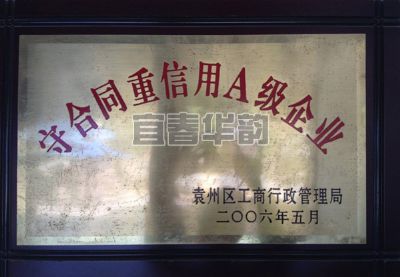 守合同重信用A级企业
宜春华韵
袁州区工商行政管理局
二〇〇六年五月